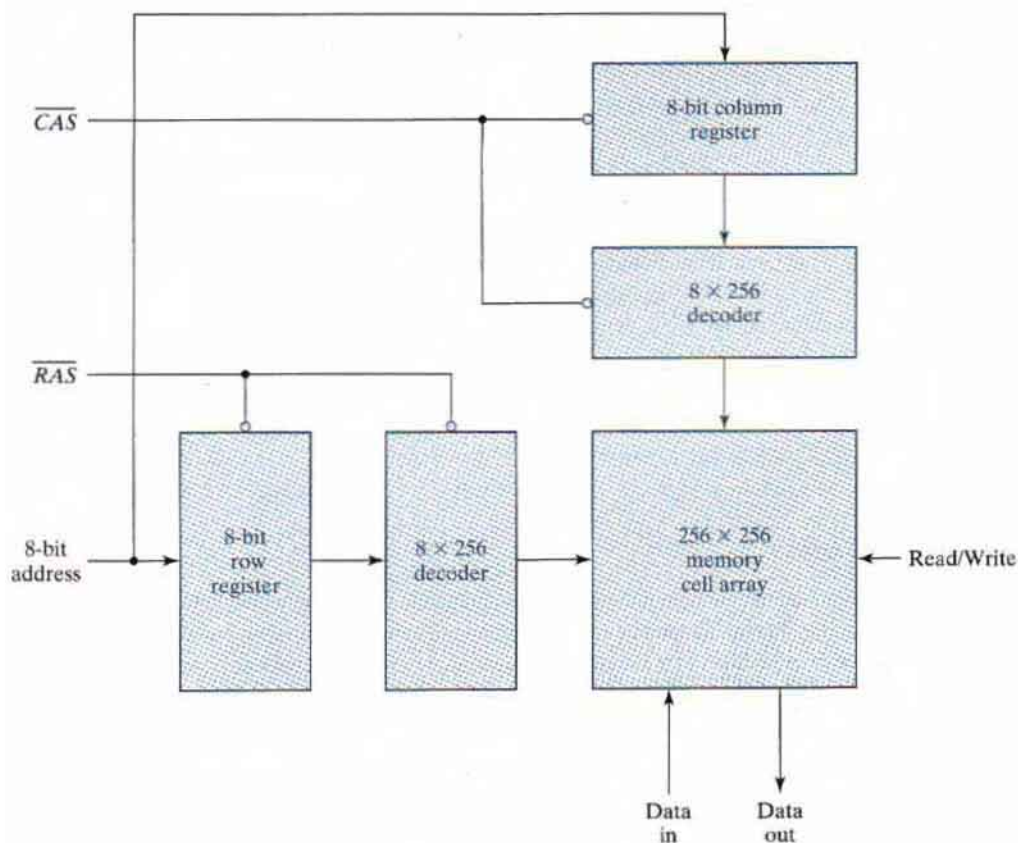 CAS
8-bit column
register
8 × 256
decoder
RAS
8-bit
address
8-bit
row
register
8 × 256
decoder
256 × 256
memory
cell array
Read/Write
Data
in
Data
out